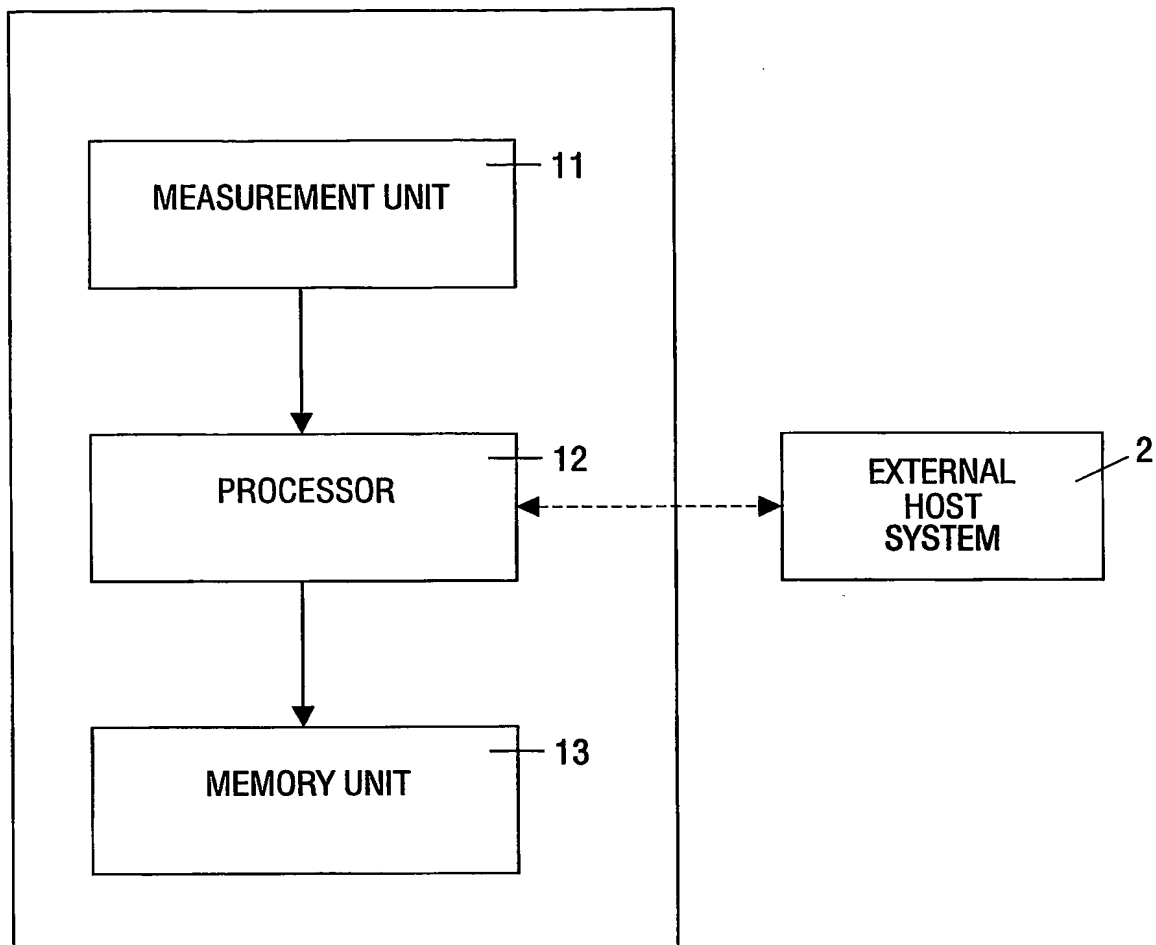 MEASUREMENT UNIT
11
PROCESSOR
12
EXTERNAL
HOST
SYSTEM
2
MEMORY UNIT
13